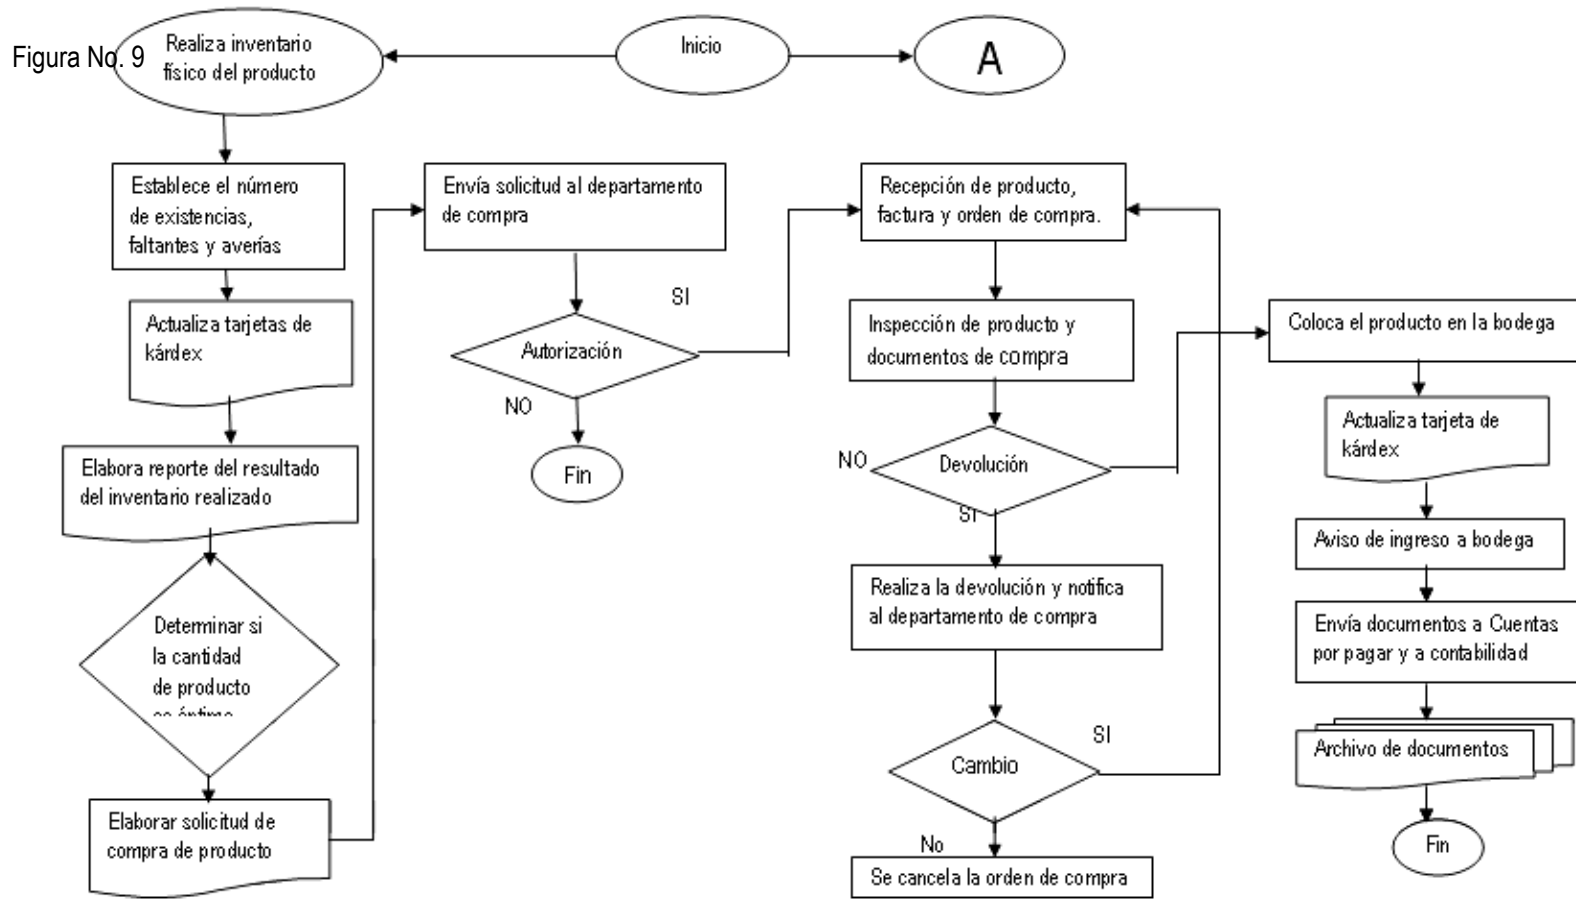 Figura No. 9
Realiza inventario
físico del producto
Inicio
A
Establece el número
de existencias,
faltantes y averías
Actualiza tarjetas de
kárdex
Elabora reporte del resultado
del inventario realizado
Determinar si
la cantidad
de producto
Elaborar solicitud de
compra de producto
Envía solicitud al departamento
de compra
SI
Autorización
NO
Fin
Recepción de producto,
factura y orden de compra.
Inspección de producto y
documentos de compra
NO
Devolución
SI
Realiza la devolución y notifica
al departamento de compra
SI
Cambio
No
Se cancela la orden de compra
Coloca el producto en la bodega
Actualiza tarjeta de
kárdex
Aviso de ingreso a bodega
Envía documentos a Cuentas
por pagar y a contabilidad
Archivo de documentos
Fin